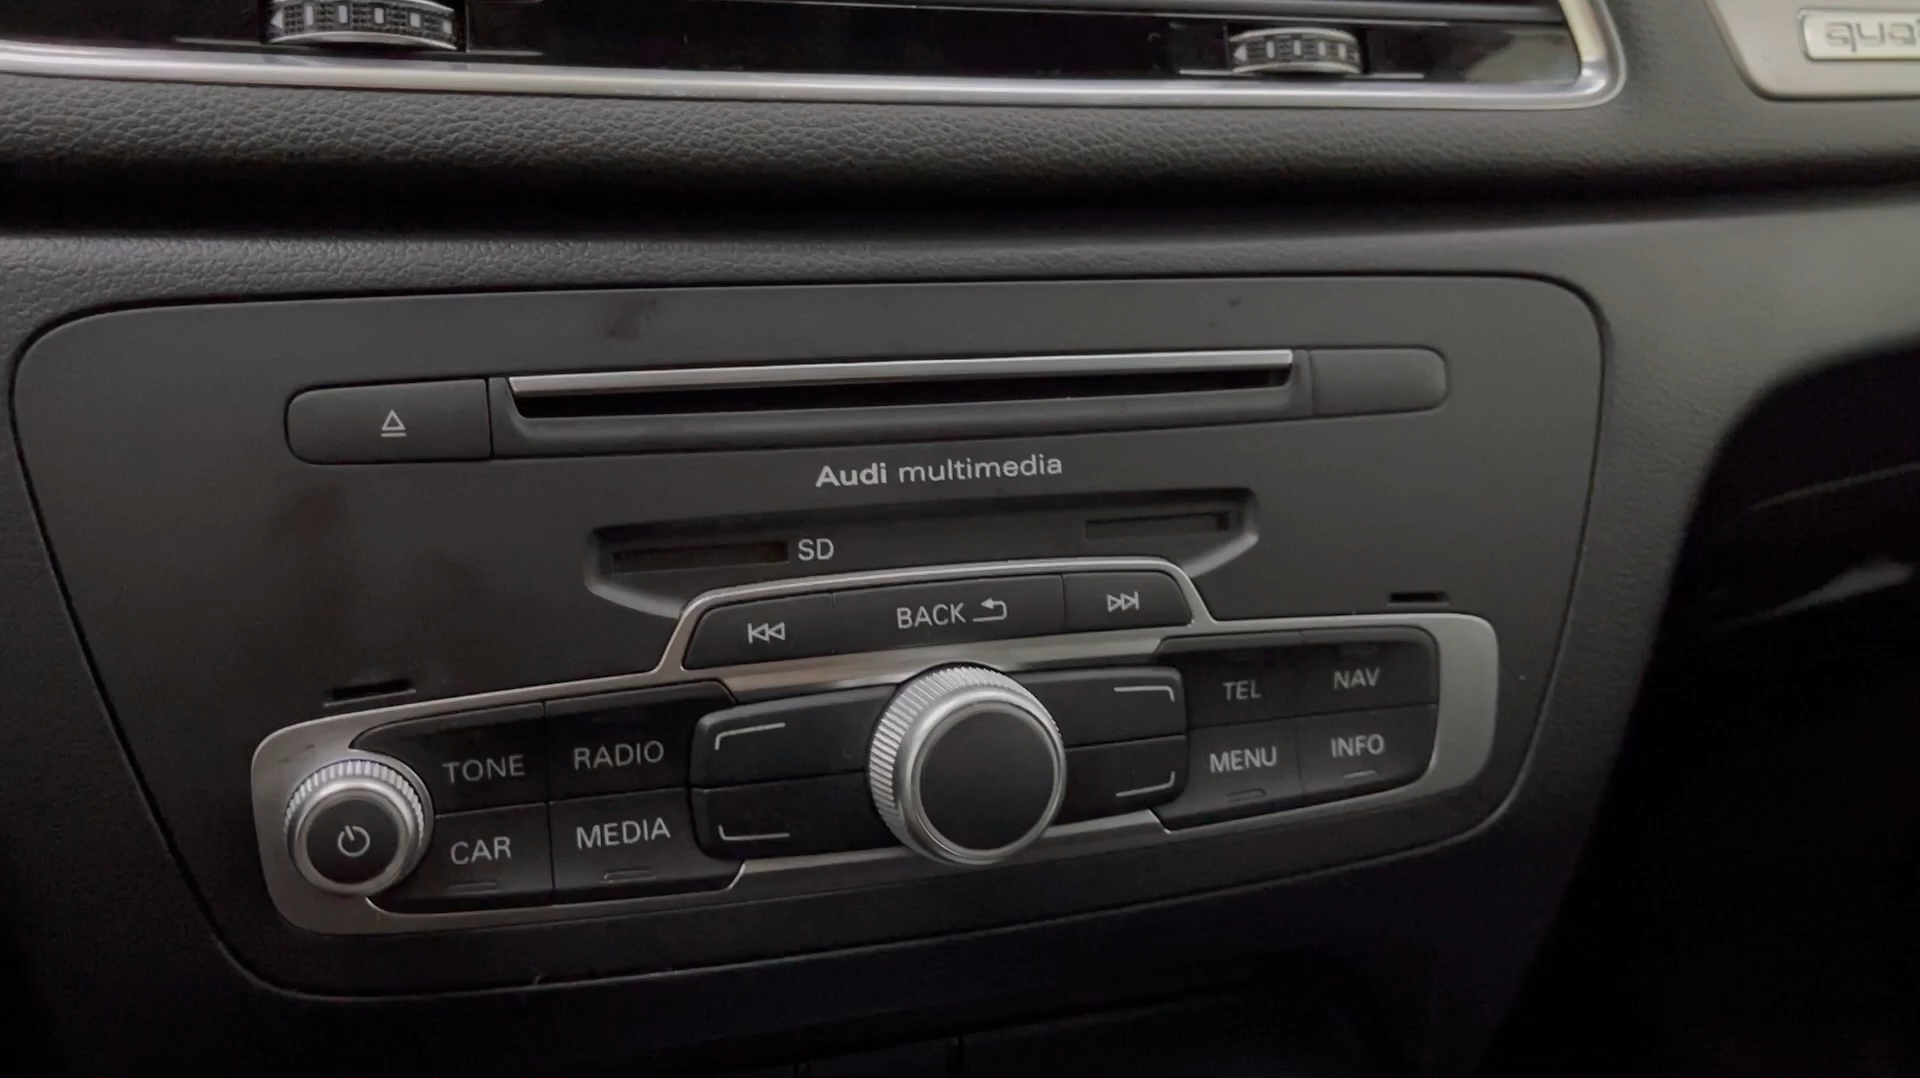 Audi multimedia
SD
BACK
TEL
NAV
TONE
RADIO
MENU
INFO
CAR
MEDIA